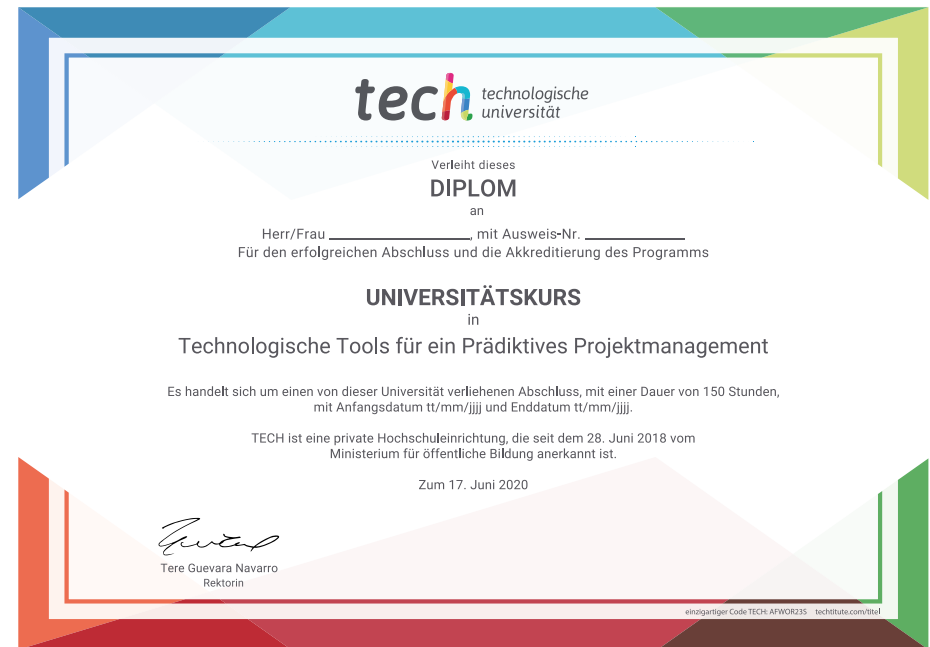 tech technologische
universität
Verleiht dieses
DIPLOM
an
Herr/Frau ____________________, mit Ausweis-Nr. ______________
Für den erfolgreichen Abschluss und die Akkreditierung des Programms
UNIVERSITÄTSKURS
in
Technologische Tools für ein Prädiktives Projektmanagement
Es handelt sich um einen von dieser Universität verliehenen Abschluss, mit einer Dauer von 150 Stunden,
mit Anfangsdatum tt/mm/jjjj und Enddatum tt/mm/jjjj.
TECH ist eine private Hochschuleinrichtung, die seit dem 28. Juni 2018 vom
Ministerium für öffentliche Bildung anerkannt ist.
Zum 17. Juni 2020
Tere Guevara Navarro
Rektorin
einzigartiger Code TECH: AFWOR23S techtitute.com/titel